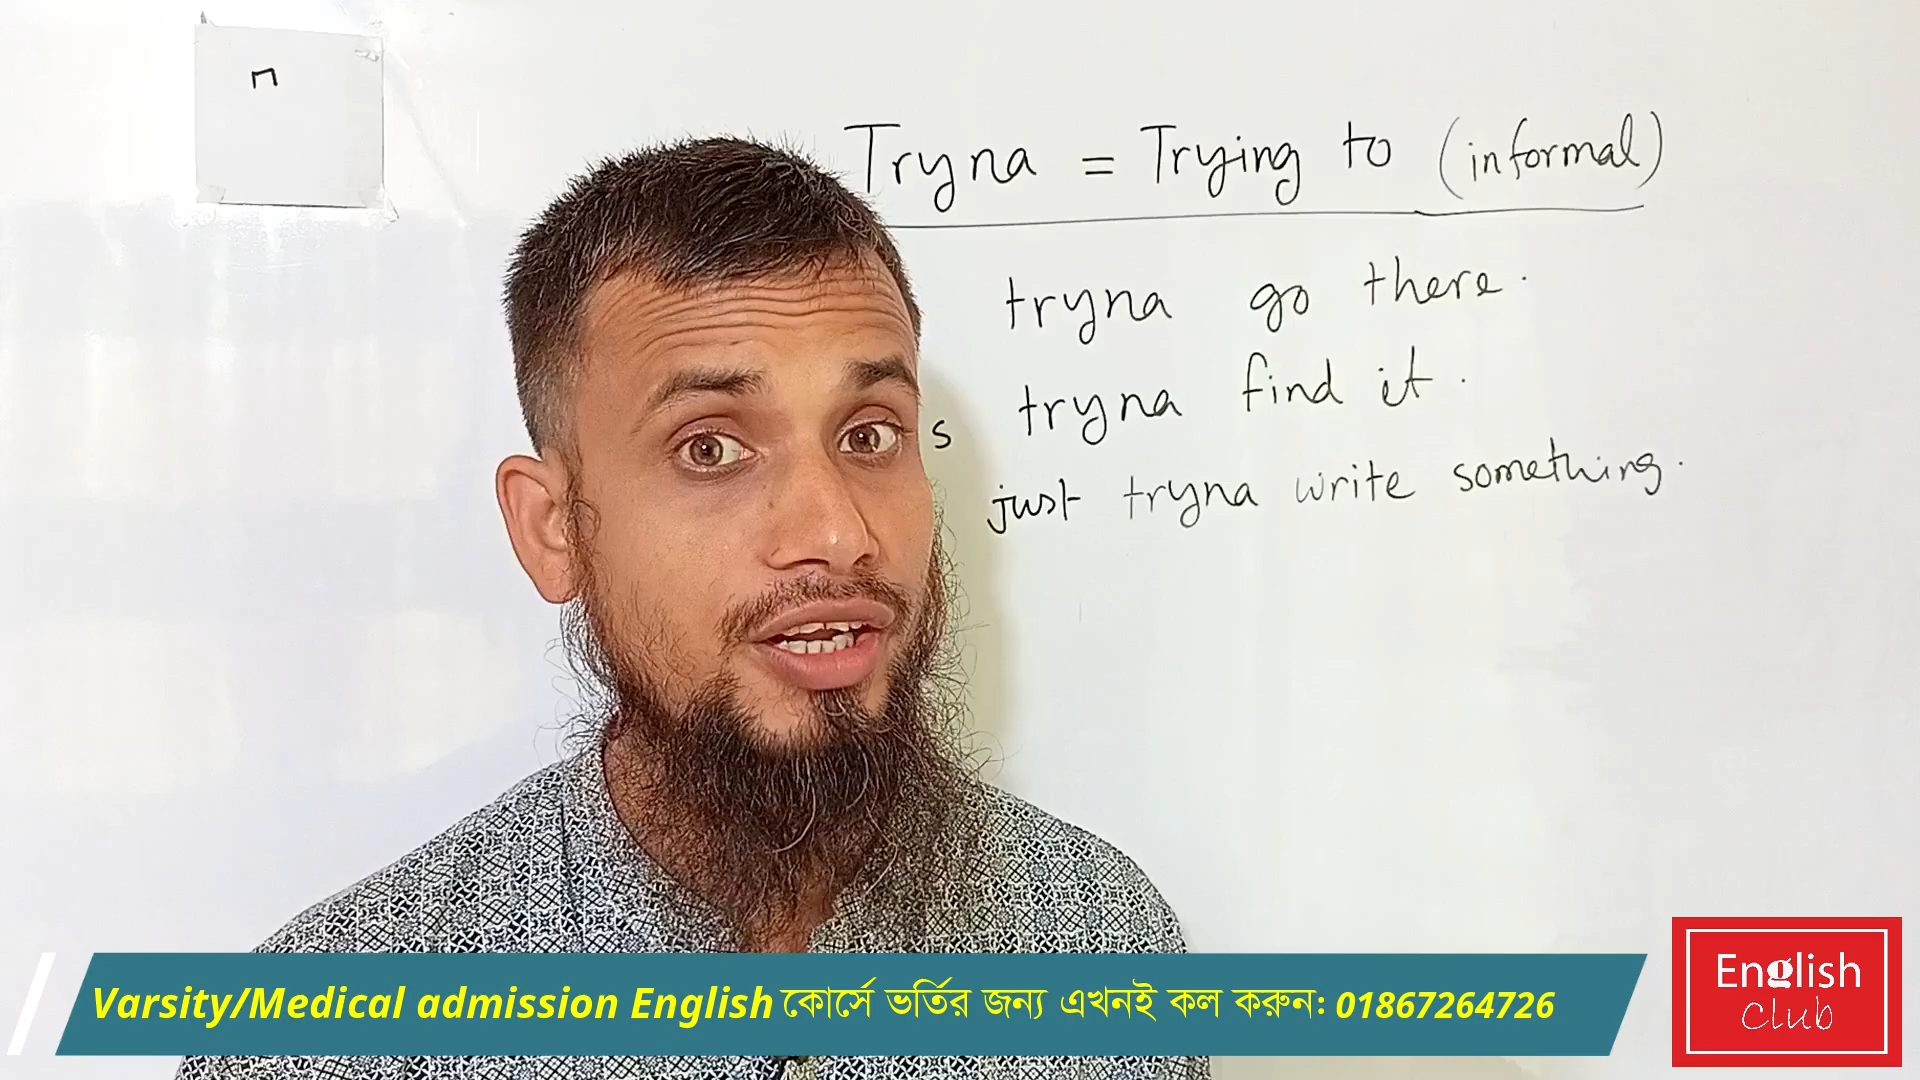 Tryna = Trying to (informal)
tryna go there.
s tryna find it.
just tryna write something.
Varsity/Medical admission English কোর্সে ভর্তির জন্য এখনই কল করুন: 01867264726
English
Club